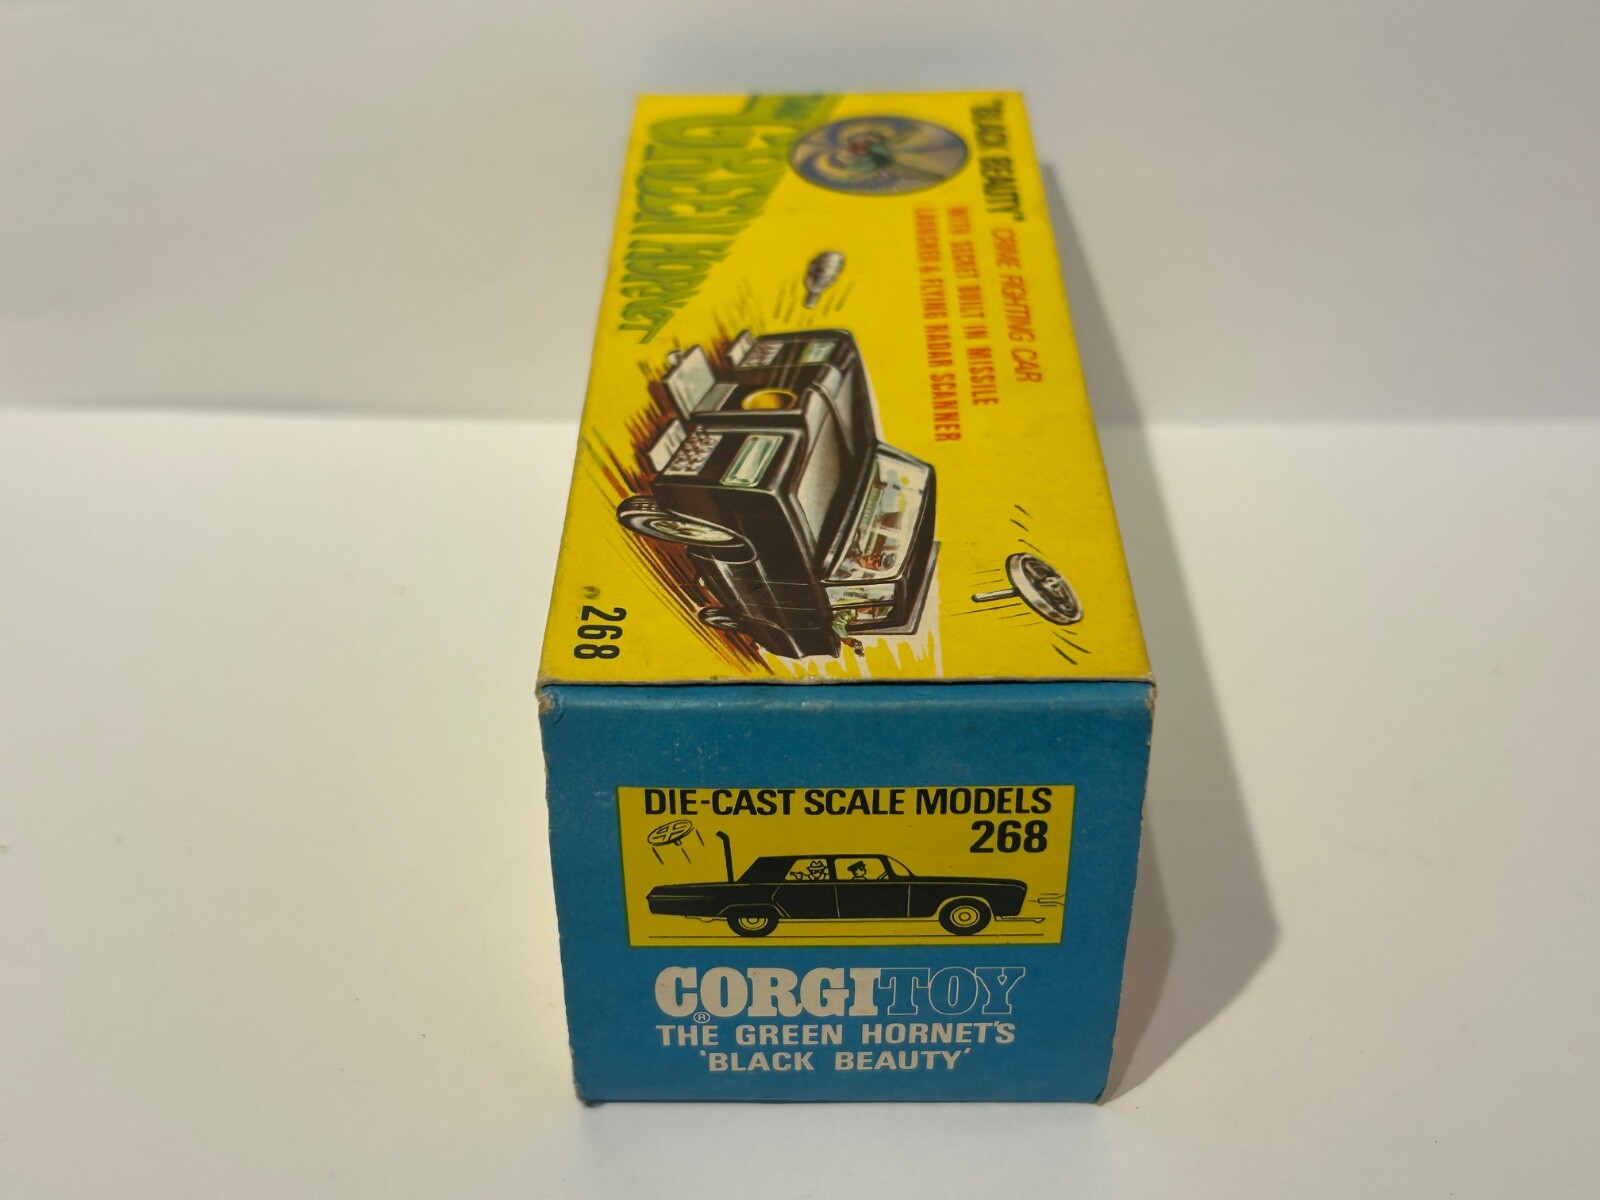 THE
GREEN HORNET
"BLACK BEAUTY" CRIME FIGHTING CAR
WITH SECRET BUILT IN MISSILE
LAUNCHER & FLYING RADAR SCANNER
268
DIE-CAST SCALE MODELS
268
CORGI TOY
®
THE GREEN HORNET'S
'BLACK BEAUTY'